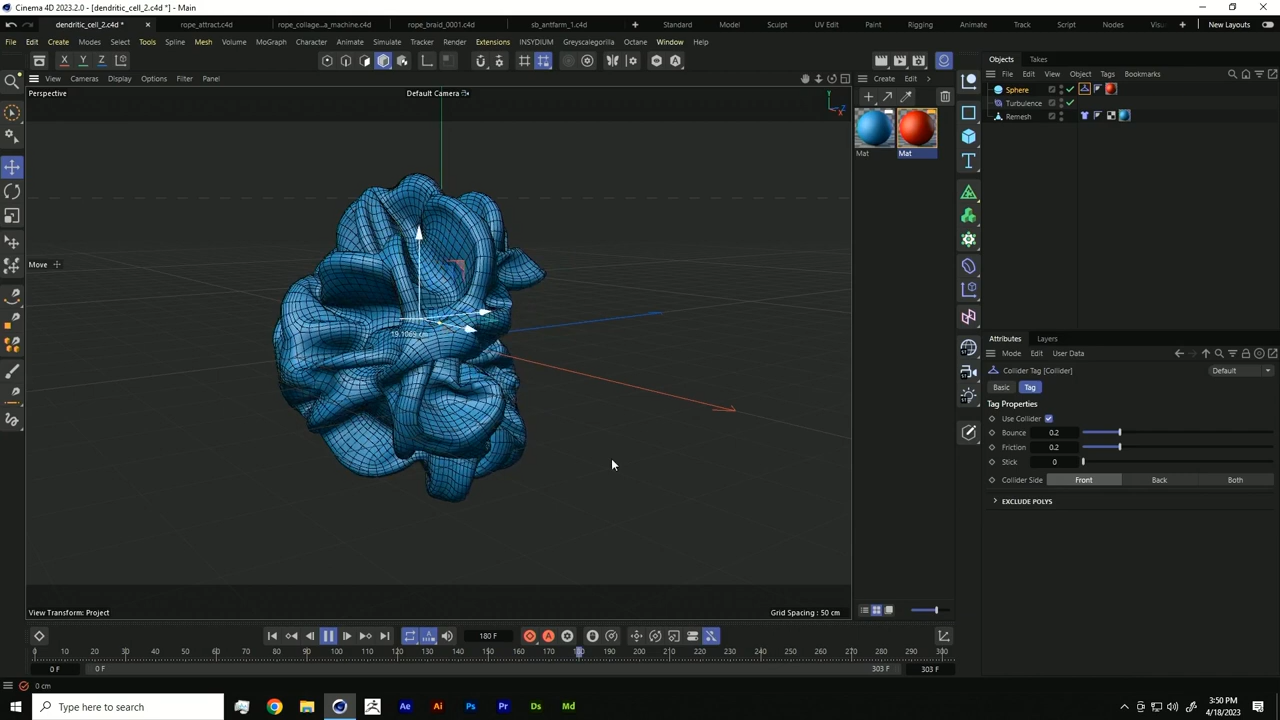 Cinema 4D 2023.2.0 - [dendritic_cell_2.c4d *] - Main
dendritic_cell_2.c4d * rope_attract.c4d rope_collage..._a_machine.c4d rope_braid_0001.c4d sb_antfarm_1.c4d Standard Model Sculpt UV Edit Paint Rigging Animate Track Script Nodes New Layouts
File Edit Create Modes Select Tools Spline Mesh Volume MoGraph Character Animate Simulate Tracker Render Extensions INSYDIUM Greyscalegorilla Octane Window Help
X Y Z
Objects Takes
View Cameras Display Options Filter Panel
Create Edit
File Edit View Object Tags Bookmarks
Perspective
Default Camera
Y
Z
X
Sphere
Turbulence
Remesh
Mat Mat
Move
Attributes Layers
Mode Edit User Data
Collider Tag [Collider] Default
Basic Tag
Tag Properties
Use Collider
Bounce 0.2
Friction 0.2
Stick 0
Collider Side Front Back Both
EXCLUDE POLYS
View Transform: Project
Grid Spacing : 50 cm
180 F
0 10 20 30 40 50 60 70 80 90 100 110 120 130 140 150 160 170 180 190 200 210 220 230 240 250 260 270 280 290 300
0 F 0 F 303 F 303 F
0 cm
Type here to search
Ae Ai Ps Pr Ds Md
3:50 PM
4/18/2023